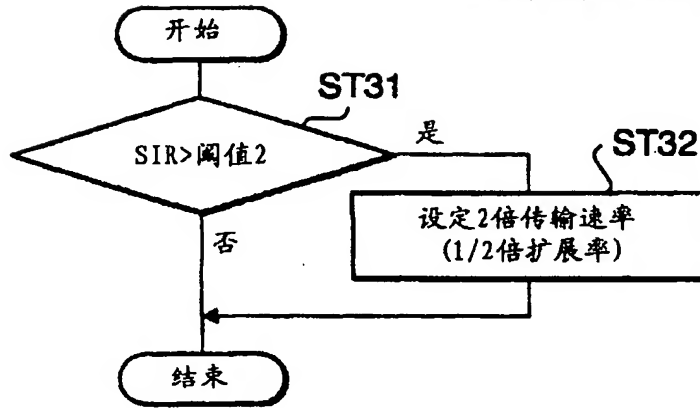 开始
ST31
SIR>阈值2
是
ST32
设定2倍传输速率
(1/2倍扩展率)
否
结束